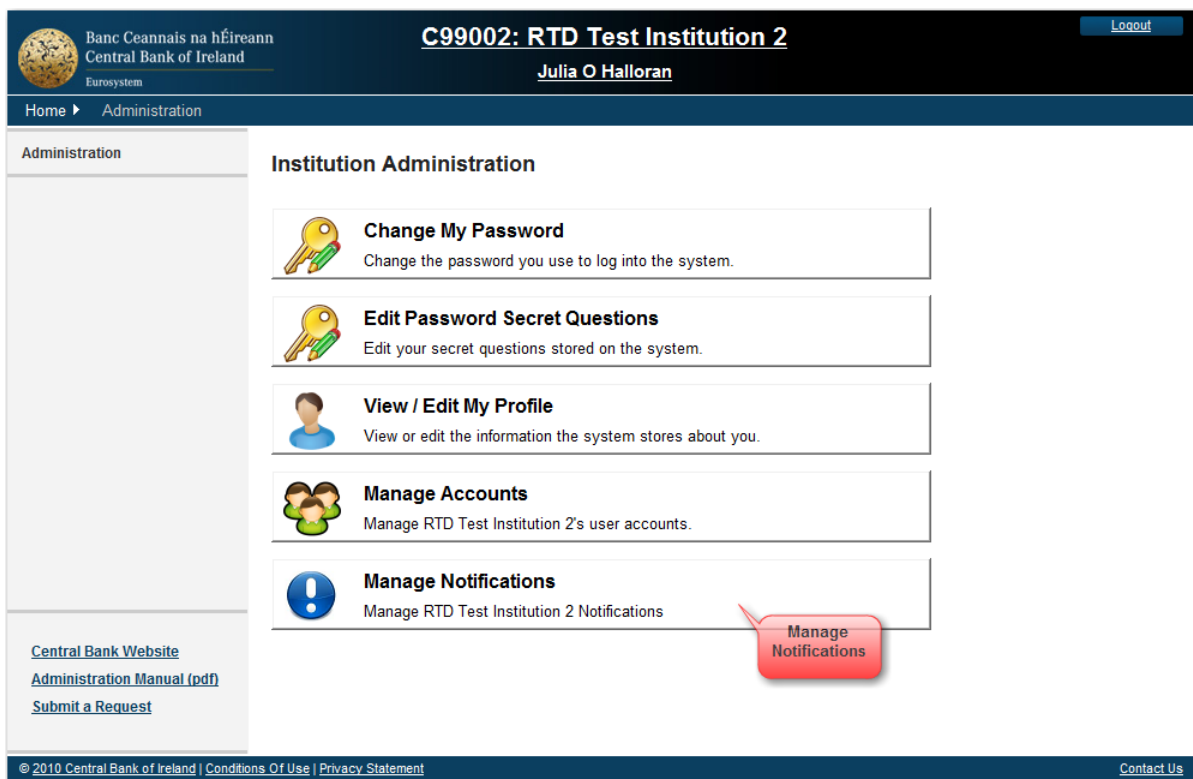 Banc Ceannais na hÉireann
Central Bank of Ireland
Eurosystem
C99002: RTD Test Institution 2
Julia O Halloran
Logout
Home
Administration
Administration
Institution Administration
Change My Password
Change the password you use to log into the system.
Edit Password Secret Questions
Edit your secret questions stored on the system.
View / Edit My Profile
View or edit the information the system stores about you.
Manage Accounts
Manage RTD Test Institution 2's user accounts.
Manage Notifications
Manage RTD Test Institution 2 Notifications
Manage
Notifications
Central Bank Website
Administration Manual (pdf)
Submit a Request
© 2010 Central Bank of Ireland | Conditions Of Use | Privacy Statement
Contact Us